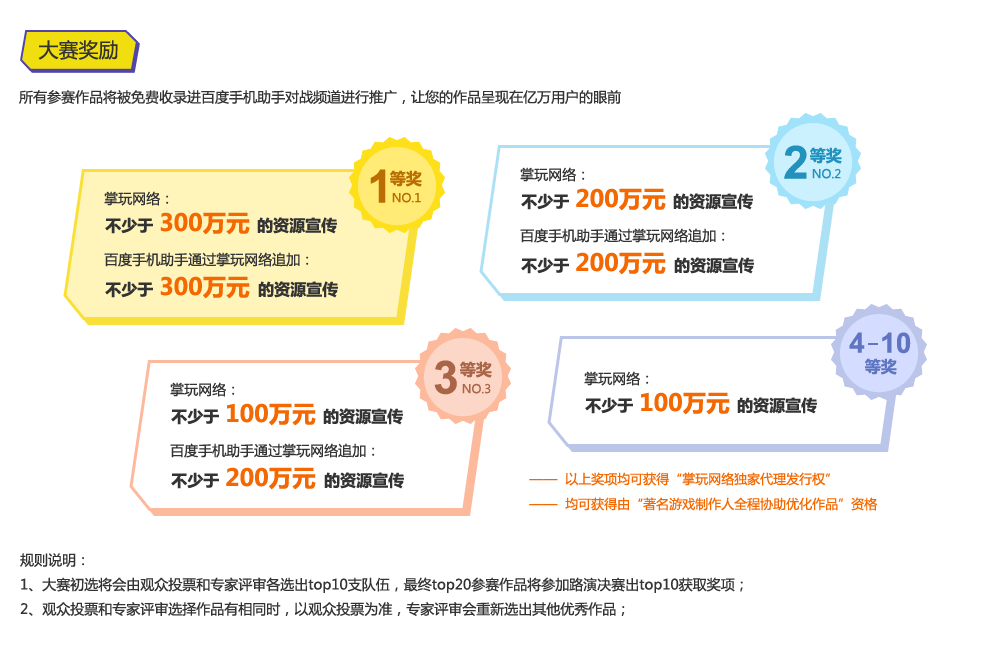 大赛奖励
所有参赛作品将被免费收录进百度手机助手对战频道进行推广，让您的作品呈现在亿万用户的眼前
1等奖
NO.1
掌玩网络：
不少于 300万元 的资源宣传
百度手机助手通过掌玩网络追加：
不少于 300万元 的资源宣传
2等奖
NO.2
掌玩网络：
不少于 200万元 的资源宣传
百度手机助手通过掌玩网络追加：
不少于 200万元 的资源宣传
3等奖
NO.3
掌玩网络：
不少于 100万元 的资源宣传
百度手机助手通过掌玩网络追加：
不少于 200万元 的资源宣传
4-10
等奖
掌玩网络：
不少于 100万元 的资源宣传
—— 以上奖项均可获得“掌玩网络独家代理发行权”
—— 均可获得由“著名游戏制作人全程协助优化作品”资格
规则说明：
1、大赛初选将会由观众投票和专家评审各选出top10支队伍，最终top20参赛作品将参加路演决赛出top10获取奖项；
2、观众投票和专家评审选择作品有相同时，以观众投票为准，专家评审会重新选出其他优秀作品；